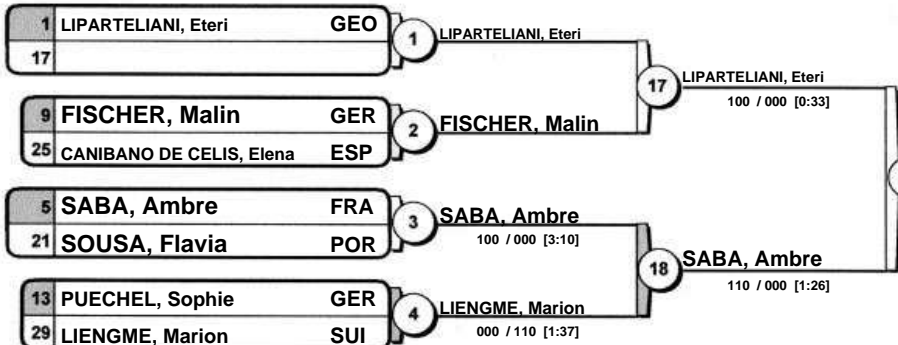 1 LIPARTELIANI, Eteri GEO
17
1 LIPARTELIANI, Eteri
9 FISCHER, Malin GER
25 CANIBANO DE CELIS, Elena ESP
2 FISCHER, Malin
17 LIPARTELIANI, Eteri
100 / 000 [0:33]
5 SABA, Ambre FRA
21 SOUSA, Flavia POR
3 SABA, Ambre
100 / 000 [3:10]
13 PUECHEL, Sophie GER
29 LIENGME, Marion SUI
4 LIENGME, Marion
000 / 110 [1:37]
18 SABA, Ambre
110 / 000 [1:26]